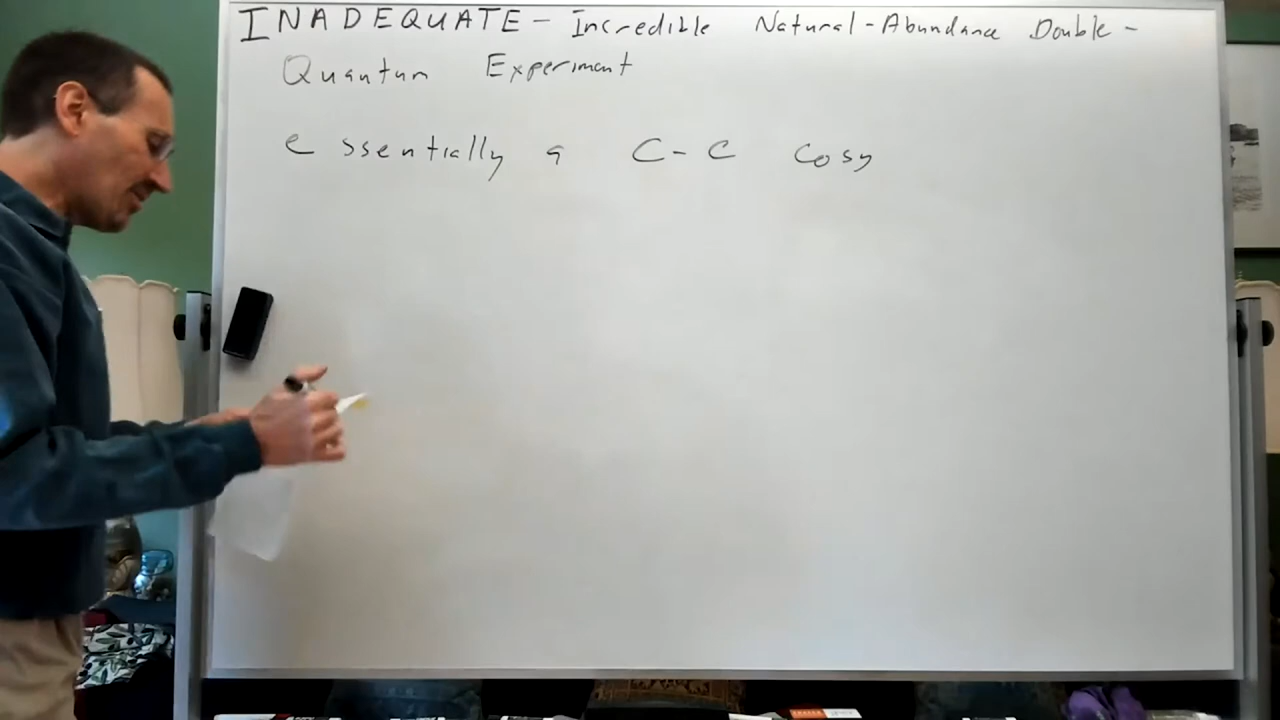 INADEQUATE - Incredible Natural-Abundance Double-
Quantum Experiment
essentially a C-C COSY